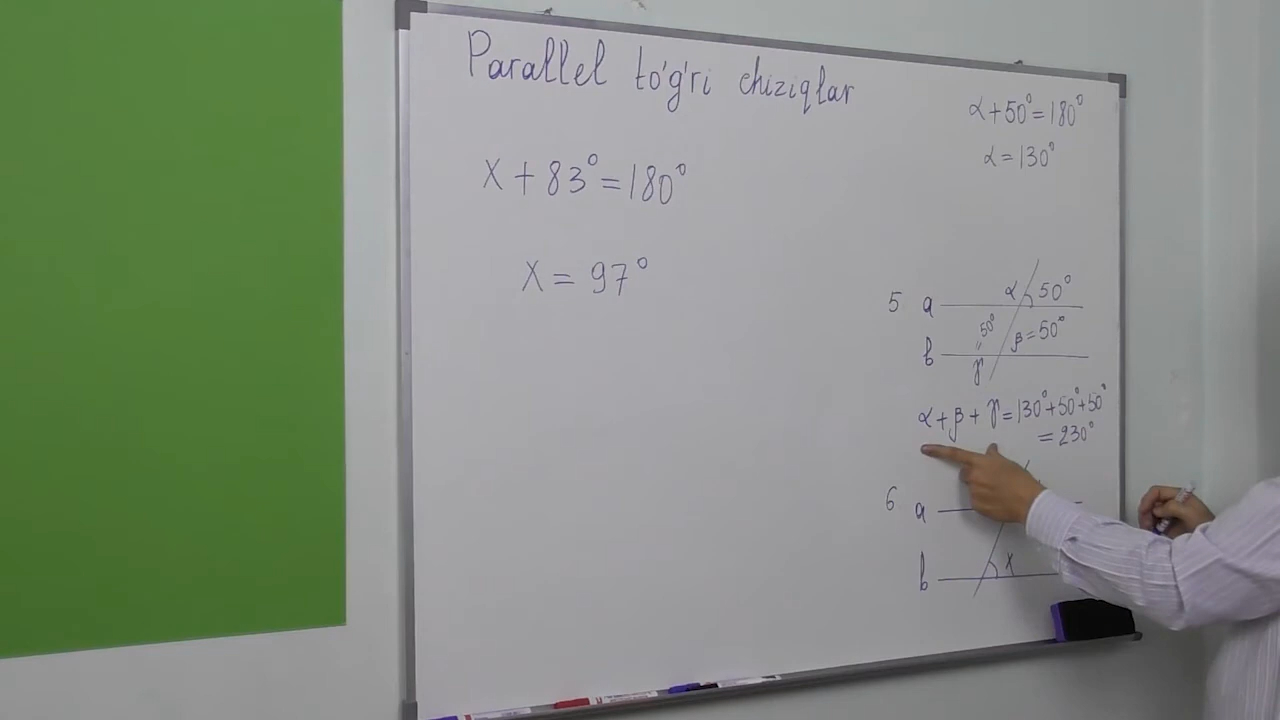 Parallel to'g'ri chiziqlar
x + 83° = 180°
x = 97°
α + 50° = 180°
α = 130°
5 a α 50°
50° β = 50°
b γ
α + β + γ = 130° + 50° + 50°
= 230°
6 a
b x